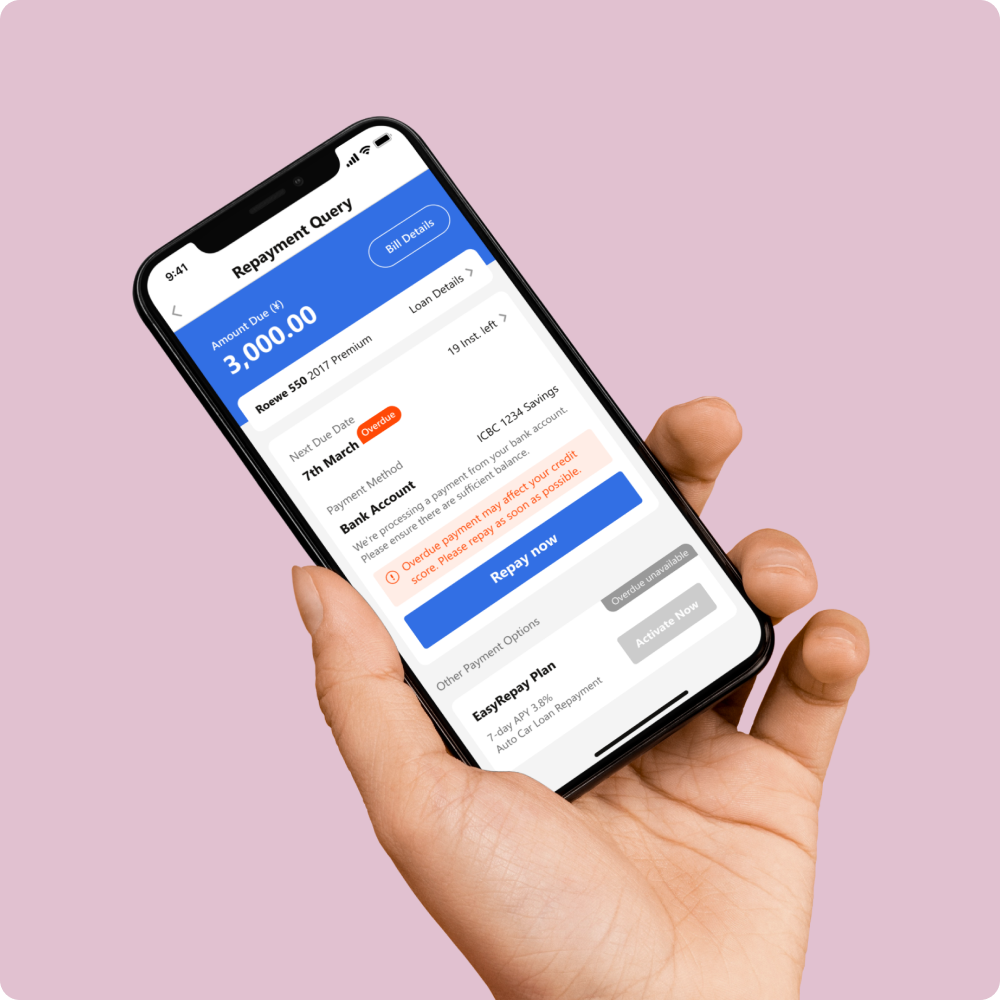 9:41
Repayment Query
Amount Due (¥)
3,000.00
Bill Details
Roewe 550 2017 Premium
Loan Details
19 Inst. left
Next Due Date
7th March
Overdue
Payment Method
Bank Account
ICBC 1234 Savings
We're processing a payment from your bank account.
Please ensure there are sufficient balance.
Overdue payment may affect your credit
score. Please repay as soon as possible.
Repay now
Other Payment Options
Overdue unavailable
EasyRepay Plan
Activate Now
7-day APY 3.8%
Auto Car Loan Repayment